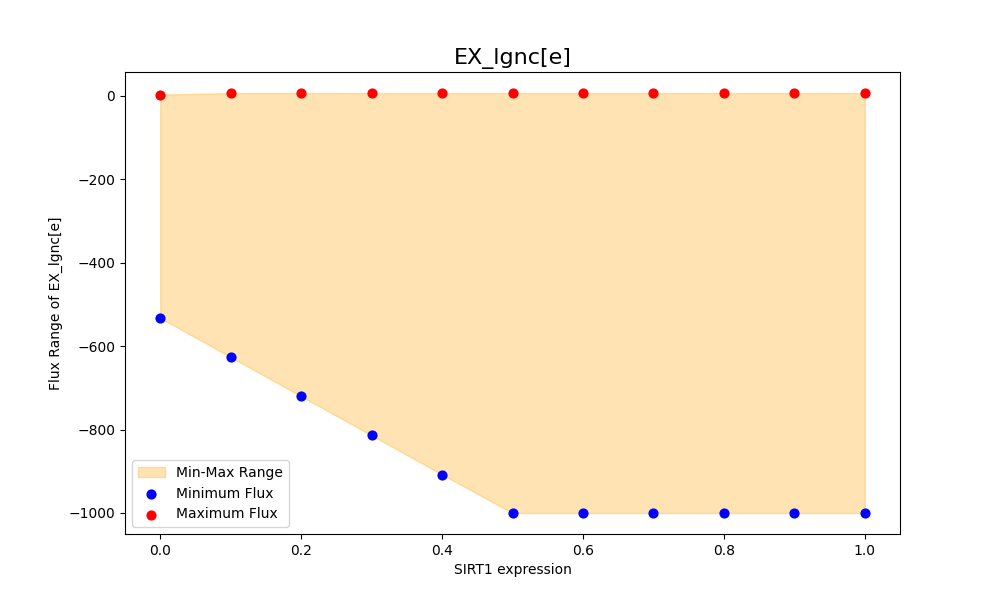 EX_lgnc[e]
Flux Range of EX_lgnc[e]
0
−200
−400
−600
−800
−1000
Min-Max Range
Minimum Flux
Maximum Flux
0.0
0.2
0.4
0.6
0.8
1.0
SIRT1 expression